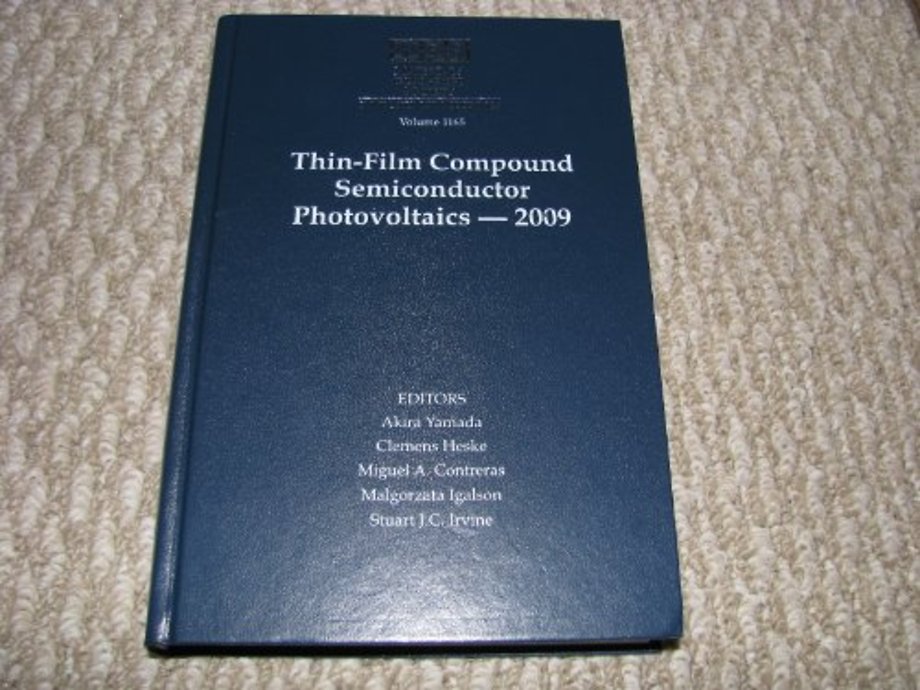 Volume 1165
Thin-Film Compound
Semiconductor
Photovoltaics — 2009
EDITORS
Akira Yamada
Clemens Heske
Miguel A. Contreras
Malgorzata Igalson
Stuart J.C. Irvine